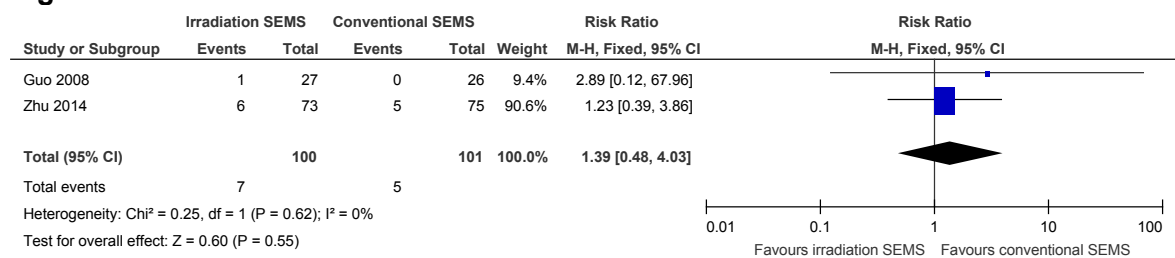 Irradiation SEMS Conventional SEMS Risk Ratio Risk Ratio
Study or Subgroup Events Total Events Total Weight M-H, Fixed, 95% CI M-H, Fixed, 95% CI
Guo 2008 1 27 0 26 9.4% 2.89 [0.12, 67.96]
Zhu 2014 6 73 5 75 90.6% 1.23 [0.39, 3.86]
Total (95% CI) 100 101 100.0% 1.39 [0.48, 4.03]
Total events 7 5
Heterogeneity: Chi² = 0.25, df = 1 (P = 0.62); I² = 0%
Test for overall effect: Z = 0.60 (P = 0.55)
0.01 0.1 1 10 100
Favours irradiation SEMS Favours conventional SEMS